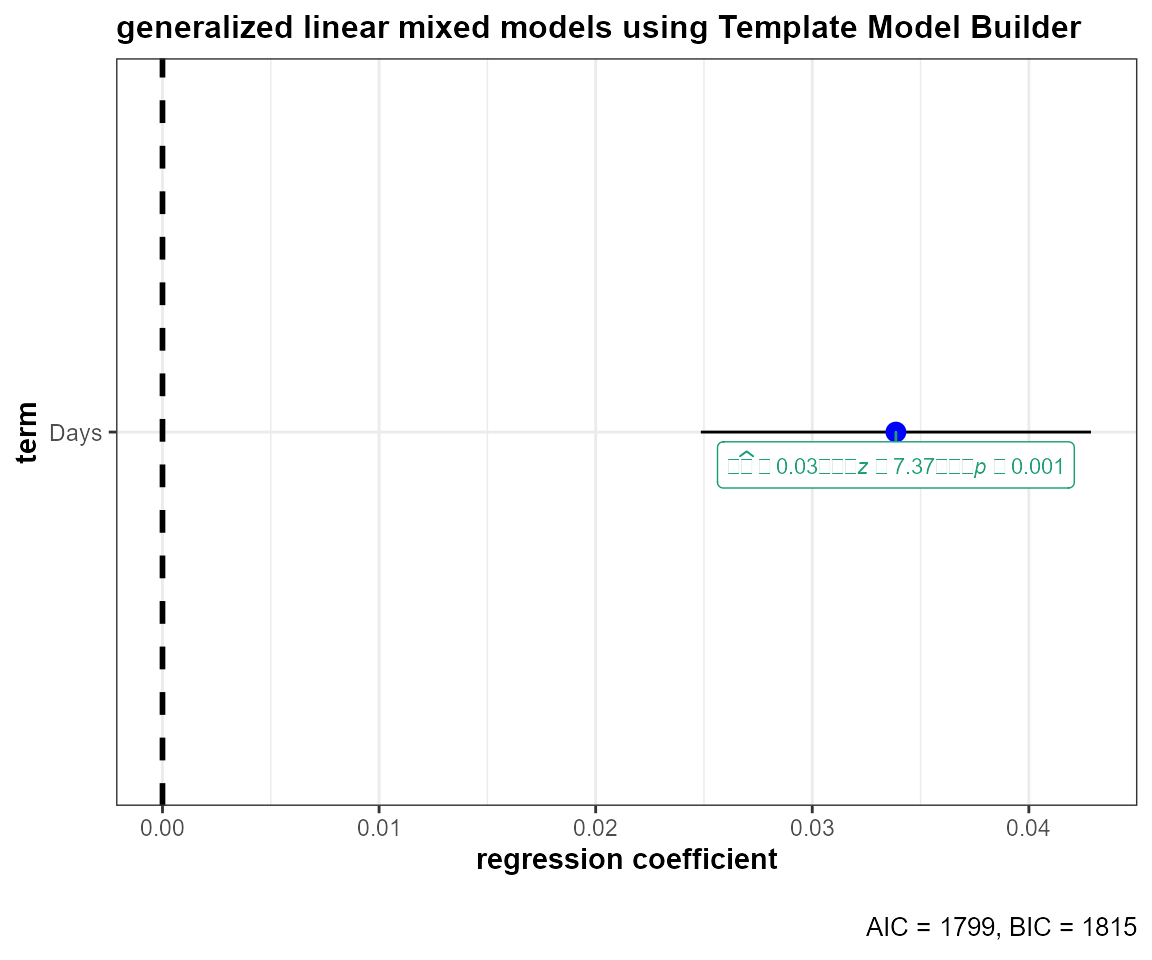 generalized linear mixed models using Template Model Builder
term
Days
0.03 z 7.37 p 0.001
0.00 0.01 0.02 0.03 0.04
regression coefficient
AIC = 1799, BIC = 1815